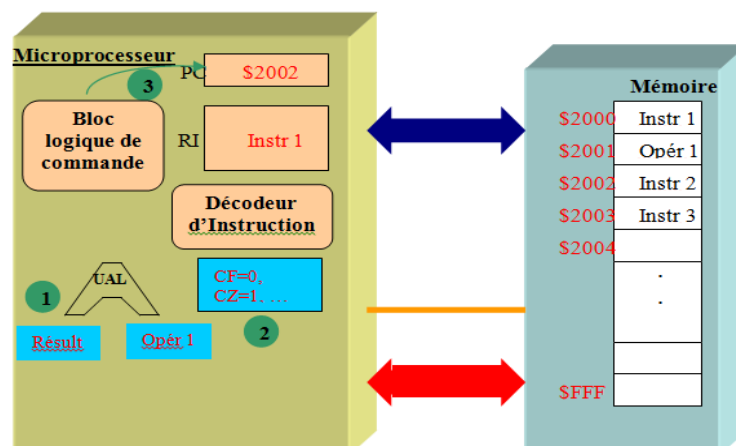 Microprocesseur
PC
$2002
3
Bloc
logique de
commande
RI
Instr 1
Décodeur
d'Instruction
UAL
1
CF=0,
CZ=1, …
2
Résult
Opér 1
Mémoire
$2000
Instr 1
$2001
Opér 1
$2002
Instr 2
$2003
Instr 3
$2004
.
.
$FFF